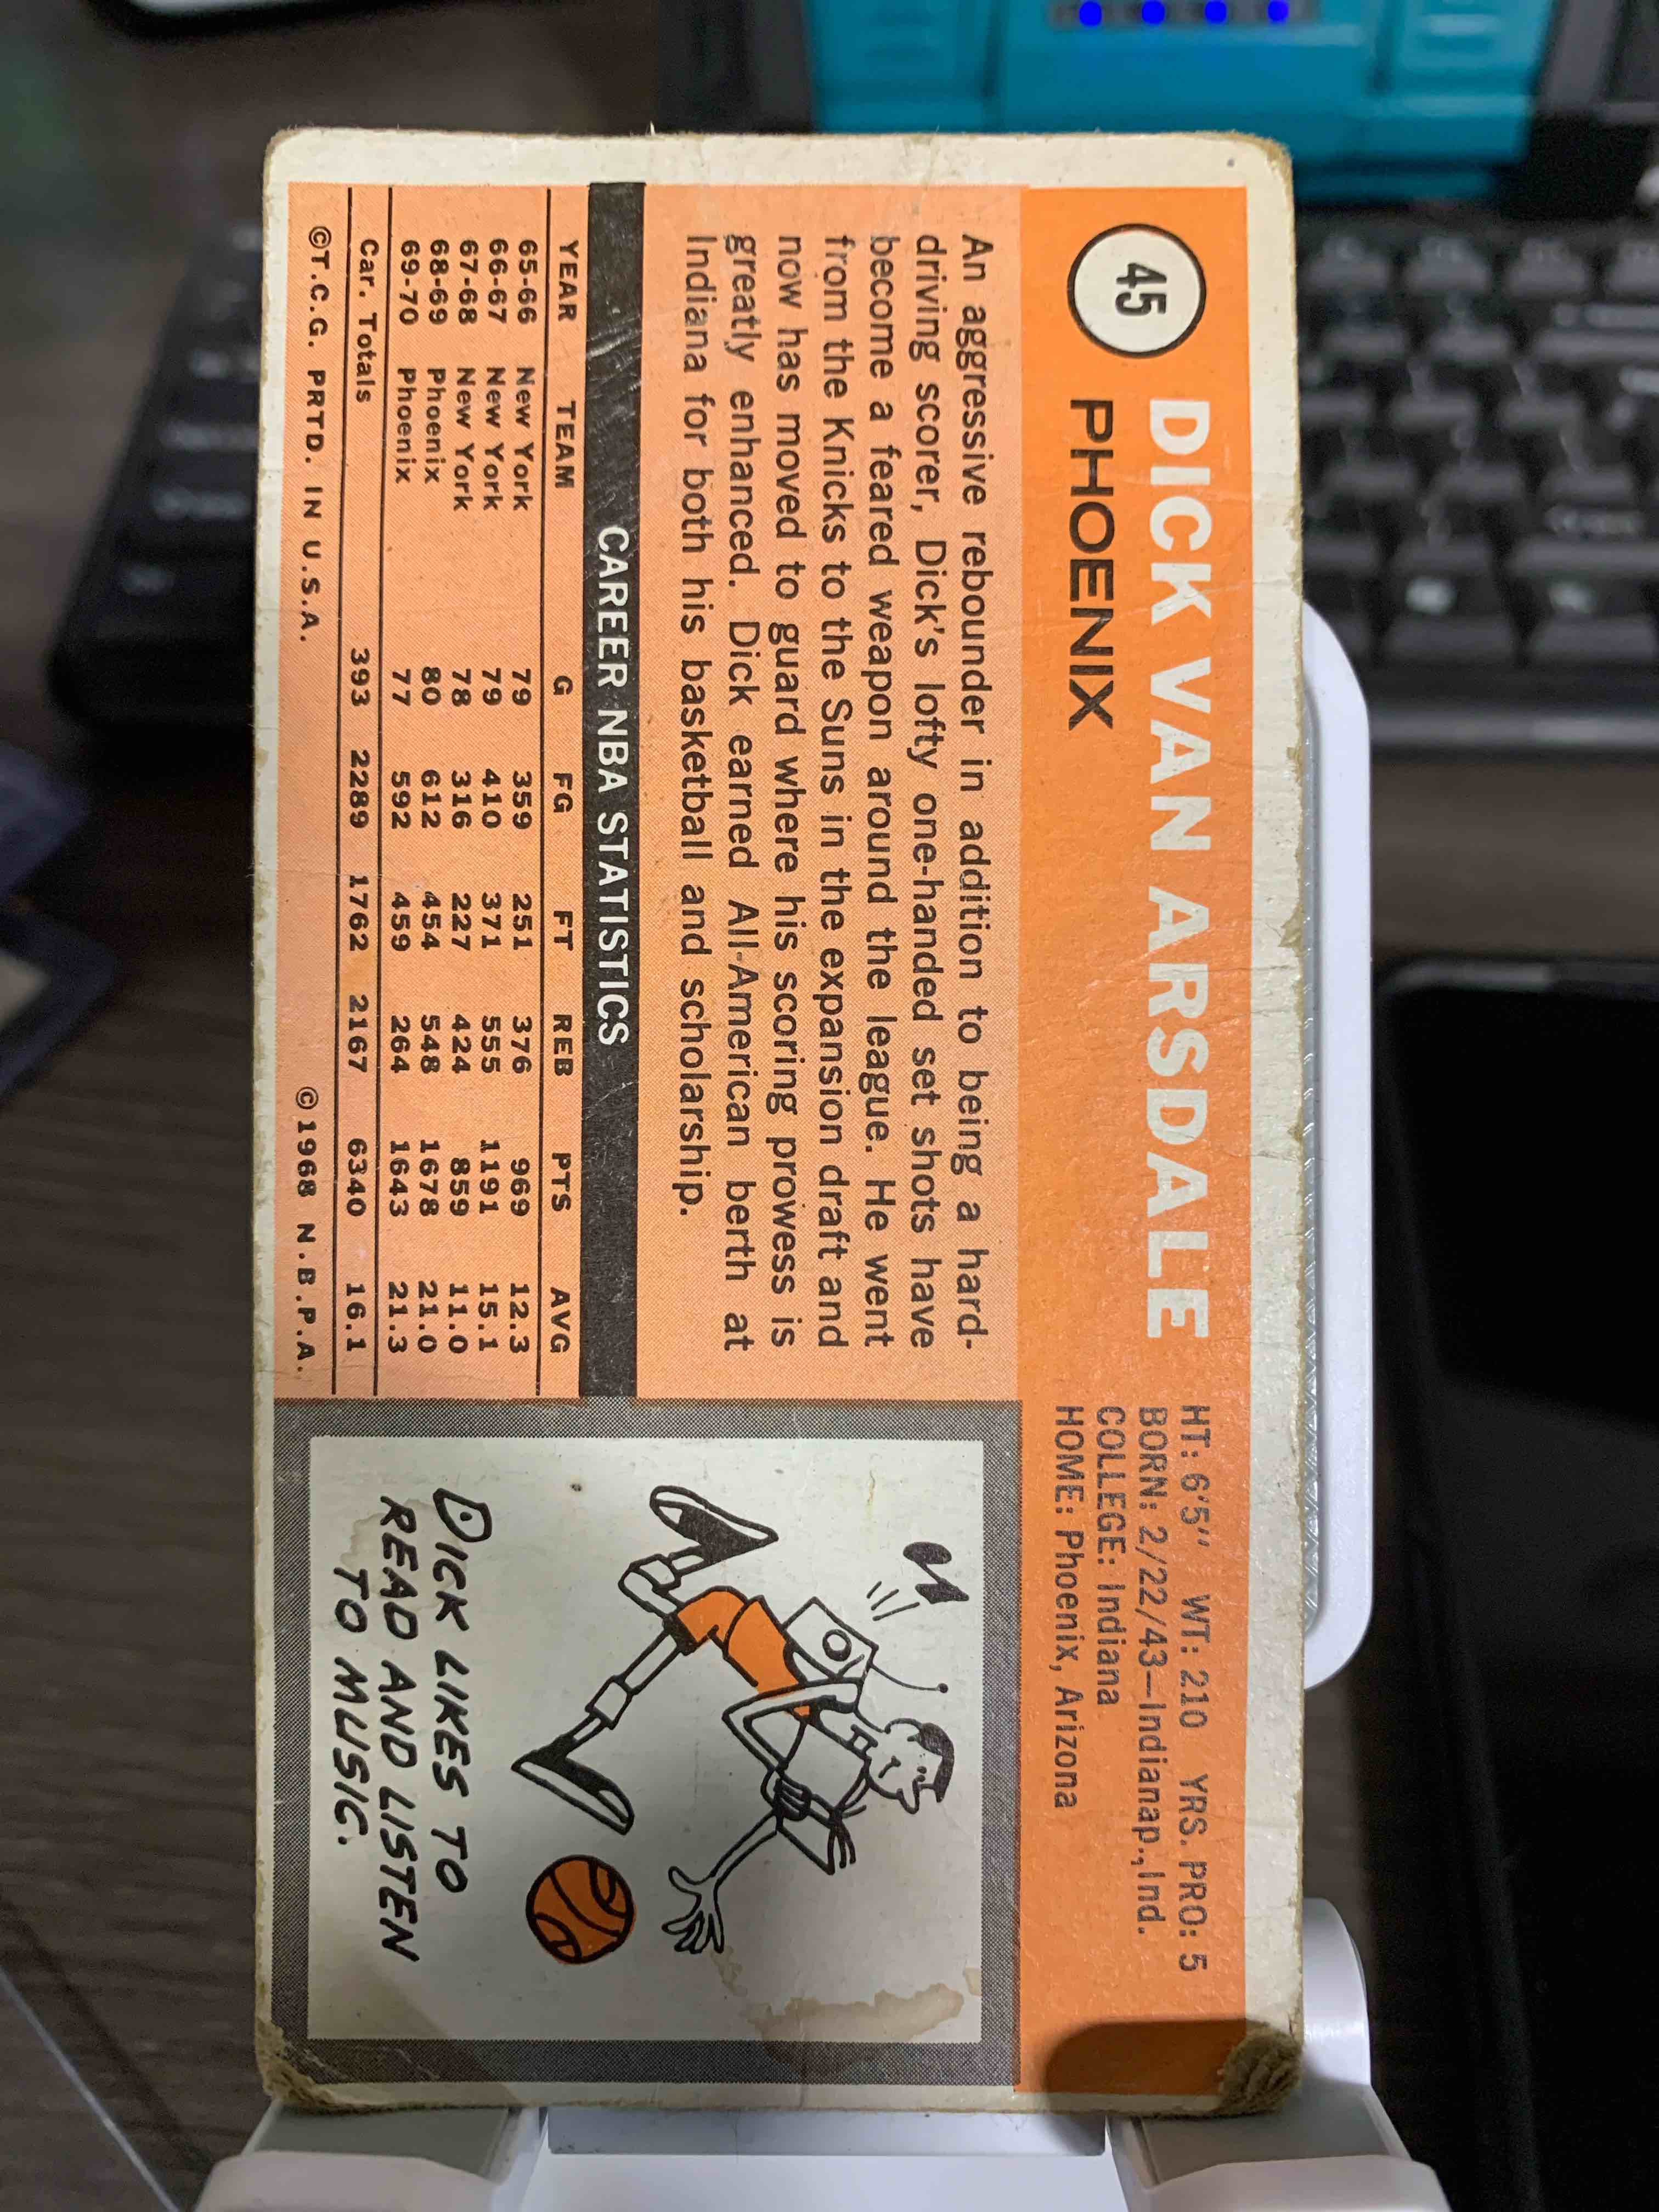 45
DICK VAN ARSDALE
PHOENIX
HT: 6'5'' WT: 210 YRS. PRO: 5
BORN: 2/22/43—Indianap., Ind.
COLLEGE: Indiana
HOME: Phoenix, Arizona
An aggressive rebounder in addition to being a hard-
driving scorer, Dick's lofty one-handed set shots have
become a feared weapon around the league. He went
from the Knicks to the Suns in the expansion draft and
now has moved to guard where his scoring prowess is
greatly enhanced. Dick earned All-American berth at
Indiana for both his basketball and scholarship.
CAREER NBA STATISTICS
YEAR TEAM G FG FT REB PTS AVG
65-66 New York 79 359 251 376 969 12.3
66-67 New York 79 410 371 555 1191 15.1
67-68 New York 78 316 227 424 859 11.0
68-69 Phoenix 80 612 454 548 1678 21.0
69-70 Phoenix 77 592 459 264 1643 21.3
Car. Totals 393 2289 1762 2167 6340 16.1
©T.C.G. PRTD. IN U.S.A. ©1968 N.B.P.A.
DICK LIKES TO
READ AND LISTEN
TO MUSIC.